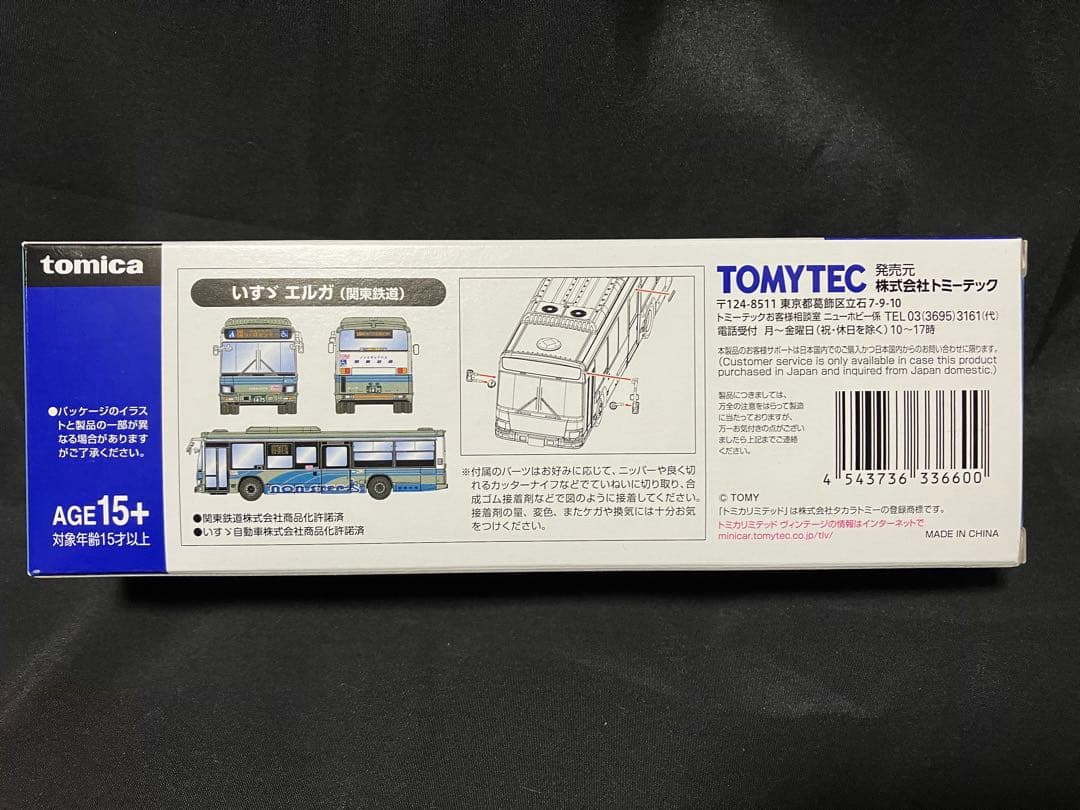 tomica
●パッケージのイラス
トと製品の一部が異
なる場合があります
がご了承ください。
AGE15+
対象年齢15才以上
いすゞ エルガ(関東鉄道)
NON STEP BUS
●関東鉄道株式会社商品化許諾済
●いすゞ自動車株式会社商品化許諾済
※付属のパーツはお好みに応じて、ニッパーや良く切
れるカッターナイフなどでていねいに切り取り、合
成ゴム接着剤などで図のように接着してください。
接着剤の量、変色、またケガや換気には十分お気
をつけください。
TOMYTEC 発売元
株式会社トミーテック
〒124-8511 東京都葛飾区立石7-9-10
トミーテックお客様相談室 ニューホビー係 TEL 03(3695)3161(代)
電話受付 月～金曜日(祝・休日を除く)10～17時
本製品のお客様サポートは日本国内でのご購入かつ日本国内からのお問い合わせに限ります。
(Customer service is only available in case this product
purchased in Japan and inquired from Japan domestic.)
製品につきましては、
万全の注意をはらって製造
に当たっておりますが、
万一お気付きの点がござい
ましたら上記までご連絡
ください。
4 543736 336600
© TOMY
「トミカリミテッド」は株式会社タカラトミーの登録商標です。
トミカリミテッド ヴィンテージの情報はインターネットで
minicar.tomytec.co.jp/tlv/
MADE IN CHINA